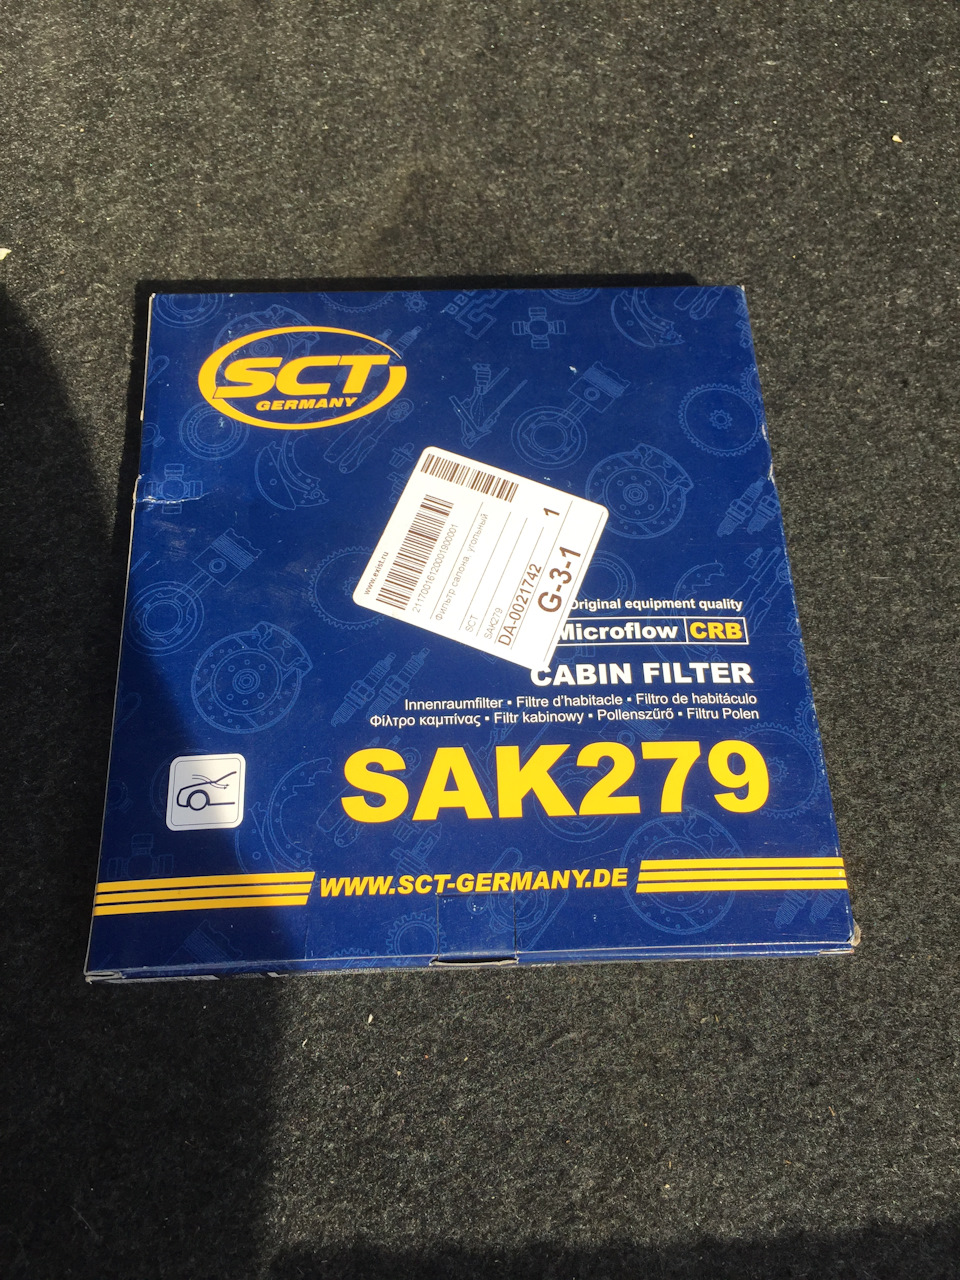 SCT
GERMANY
www.exist.ru
21170016120001900001
Фильтр салона, угольный
SCT
SAK279
DA-0021742
1
G-3-1
Original equipment quality
Microflow CRB
CABIN FILTER
Innenraumfilter ▪ Filtre d'habitacle ▪ Filtro de habitáculo
Φίλτρο καμπίνας ▪ Filtr kabinowy ▪ Pollenszűrő ▪ Filtru Polen
SAK279
WWW.SCT-GERMANY.DE